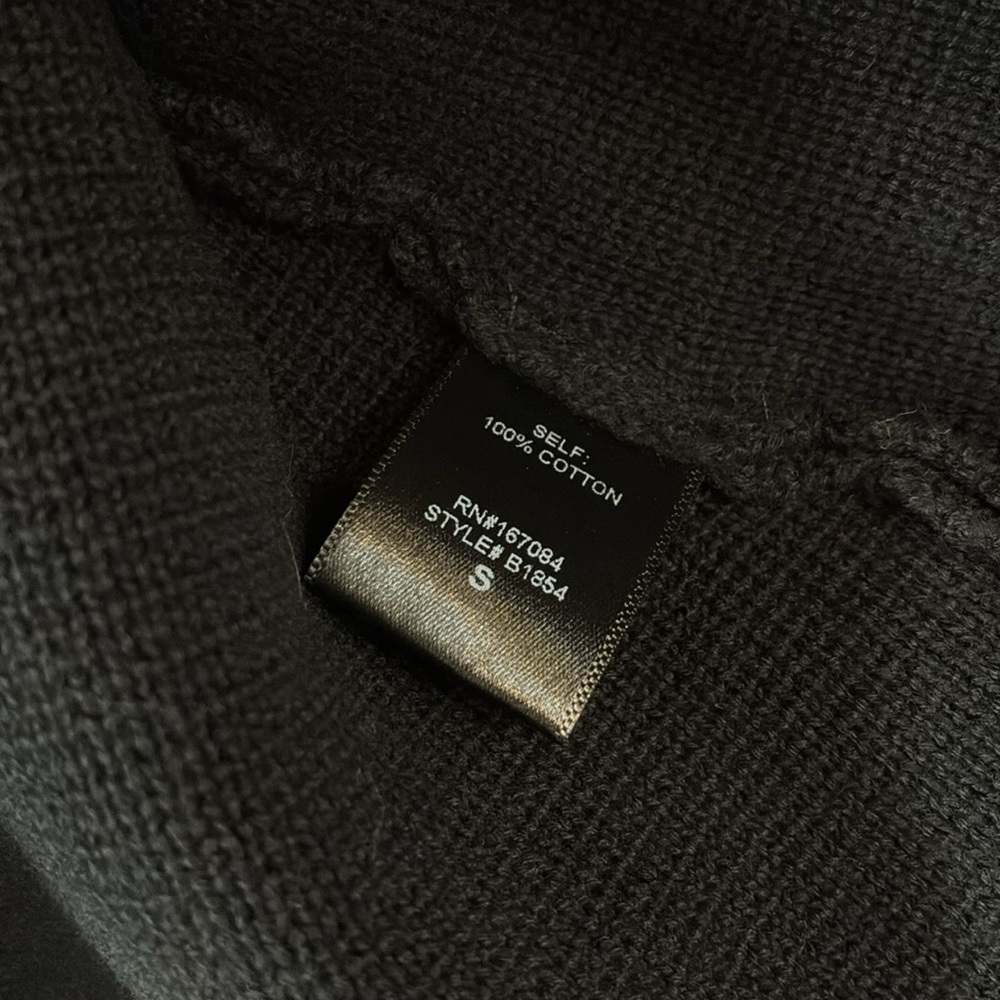 SELF:
100% COTTON
RN#167084
STYLE# B1854
S